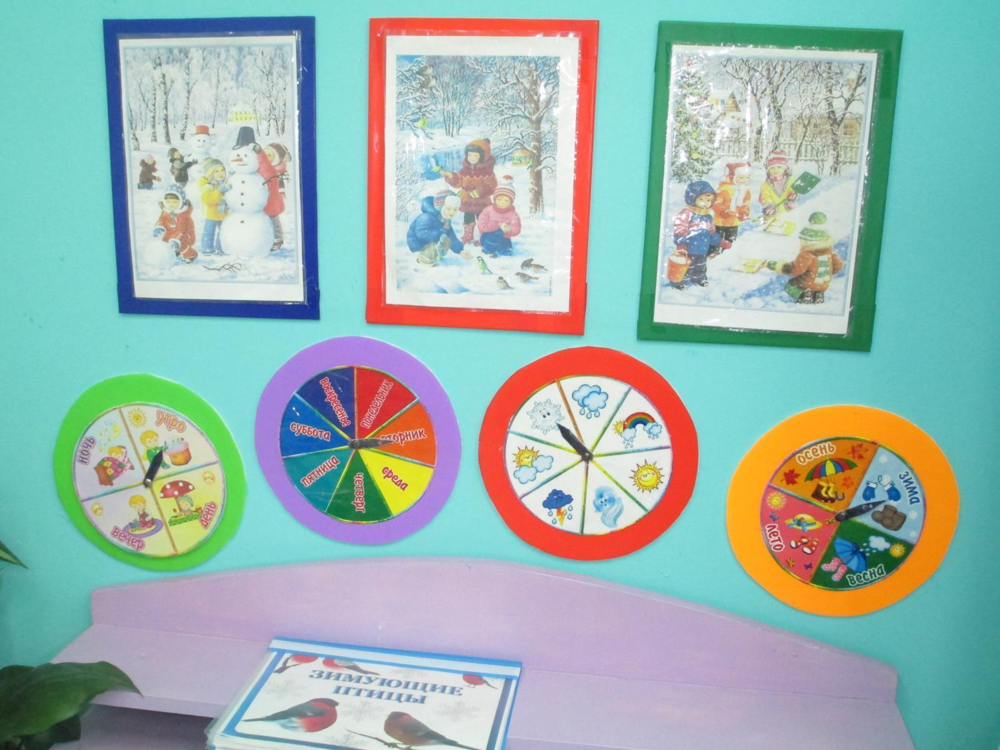 утро
день
вечер
ночь
понедельник
вторник
среда
четверг
пятница
суббота
воскресенье
осень
зима
весна
лето
ЗИМУЮЩИЕ
ПТИЦЫ